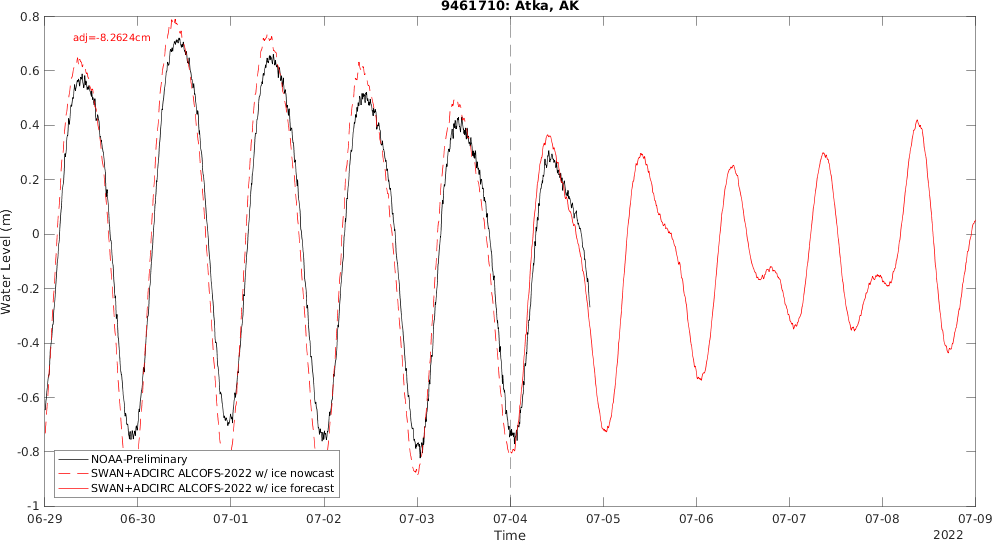 9461710: Atka, AK
adj=-8.2624cm
0.8
0.6
0.4
0.2
0
-0.2
-0.4
-0.6
-0.8
-1
Water Level (m)
NOAA-Preliminary
SWAN+ADCIRC ALCOFS-2022 w/ ice nowcast
SWAN+ADCIRC ALCOFS-2022 w/ ice forecast
06-29 06-30 07-01 07-02 07-03 07-04 07-05 07-06 07-07 07-08 07-09
Time
2022